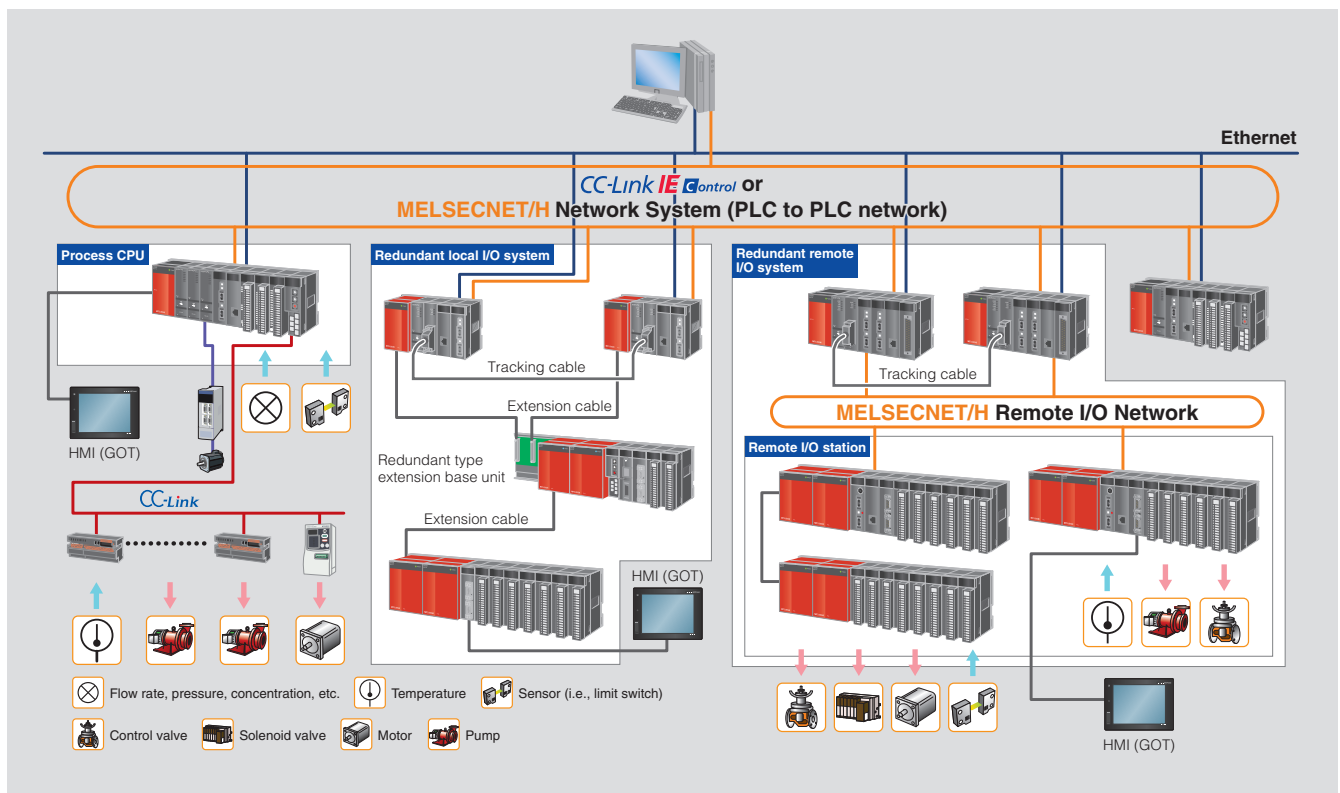 Ethernet
CC-Link IE Control or
MELSECNET/H Network System (PLC to PLC network)
Process CPU
Redundant local I/O system
Redundant remote
I/O system
Tracking cable
Tracking cable
Extension cable
HMI (GOT)
MELSECNET/H Remote I/O Network
Remote I/O station
Redundant type
extension base unit
CC-Link
Extension cable
HMI (GOT)
Flow rate, pressure, concentration, etc.
Temperature
Sensor (i.e., limit switch)
Control valve
Solenoid valve
Motor
Pump
HMI (GOT)